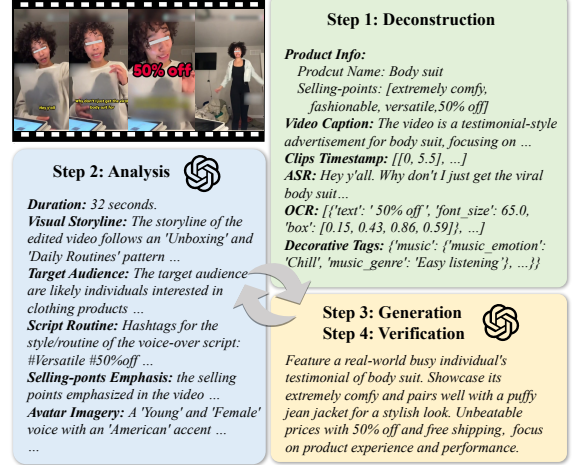 Hey y'all
why don't I just get the viral
body suit for
50% off
Step 1: Deconstruction
Product Info:
Prodcut Name: Body suit
Selling-points: [extremely comfy,
fashionable, versatile,50% off]
Video Caption: The video is a testimonial-style
advertisement for body suit, focusing on …
Clips Timestamp: [[0, 5.5], …]
ASR: Hey y'all. Why don't I just get the viral
body suit…
OCR: [{'text': ' 50% off ', 'font_size': 65.0,
'box': [0.15, 0.43, 0.86, 0.59]}, …]
Decorative Tags: {'music': {'music_emotion':
'Chill', 'music_genre': 'Easy listening'}, …}}
Step 2: Analysis
Duration: 32 seconds.
Visual Storyline: The storyline of the
edited video follows an 'Unboxing' and
'Daily Routines' pattern …
Target Audience: The target audience
are likely individuals interested in
clothing products …
Script Routine: Hashtags for the
style/routine of the voice-over script:
#Versatile #50%off …
Selling-ponts Emphasis: the selling
points emphasized in the video …
Avatar Imagery: A 'Young' and 'Female'
voice with an 'American' accent …
…
Step 3: Generation
Step 4: Verification
Feature a real-world busy individual's
testimonial of body suit. Showcase its
extremely comfy and pairs well with a puffy
jean jacket for a stylish look. Unbeatable
prices with 50% off and free shipping, focus
on product experience and performance.